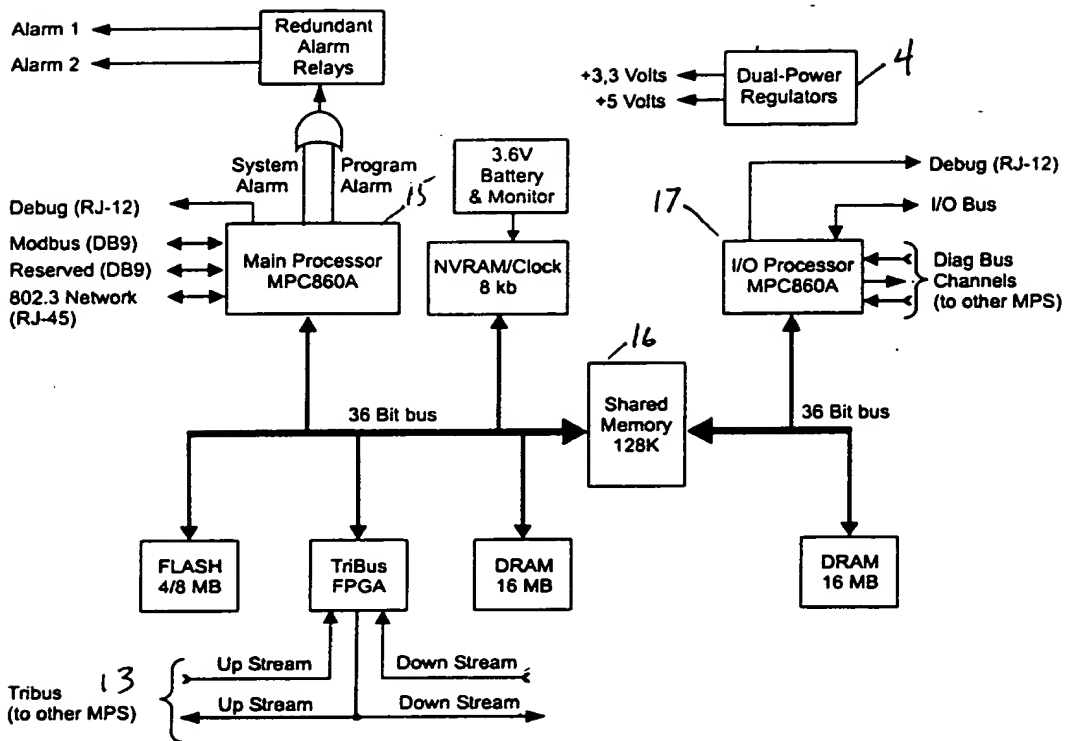 Alarm 1
Alarm 2
Redundant
Alarm
Relays
+3,3 Volts
+5 Volts
Dual-Power
Regulators
4
System
Alarm
Program
Alarm
15
3.6V
Battery
& Monitor
Debug (RJ-12)
Modbus (DB9)
Reserved (DB9)
802.3 Network
(RJ-45)
Main Processor
MPC860A
NVRAM/Clock
8 kb
17
I/O Processor
MPC860A
Debug (RJ-12)
I/O Bus
Diag Bus
Channels
(to other MPS)
16
36 Bit bus
Shared
Memory
128K
36 Bit bus
FLASH
4/8 MB
TriBus
FPGA
DRAM
16 MB
DRAM
16 MB
Tribus
(to other MPS)
13
Up Stream
Down Stream
Up Stream
Down Stream